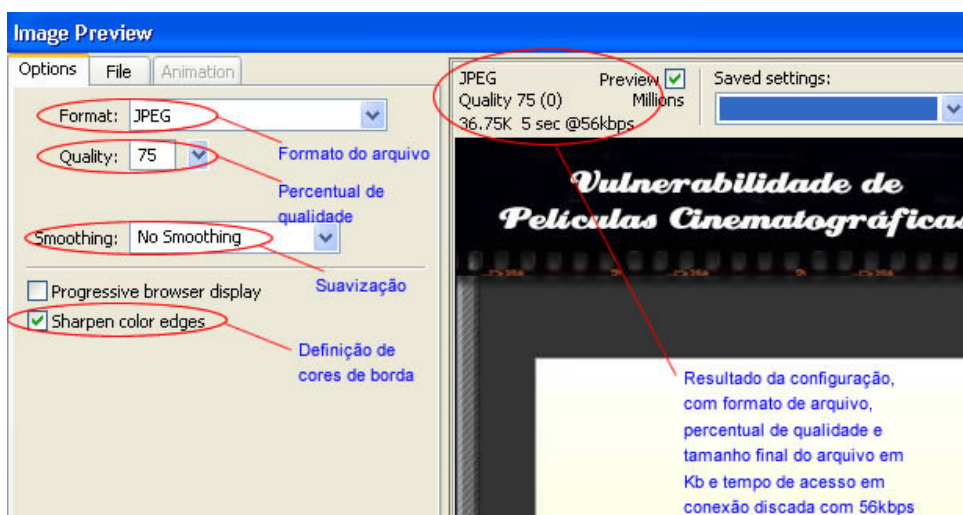 Image Preview
Options File Animation
Format: JPEG
Quality: 75
Formato do arquivo
Percentual de
qualidade
Smoothing: No Smoothing
Suavização
Progressive browser display
Sharpen color edges
Definição de
cores de borda
JPEG Preview
Quality 75 (0) Millions
36.75K 5 sec @56kbps
Saved settings:
Vulnerabilidade de
Películas Cinematográficas
Resultado da configuração,
com formato de arquivo,
percentual de qualidade e
tamanho final do arquivo em
Kb e tempo de acesso em
conexão discada com 56kbps